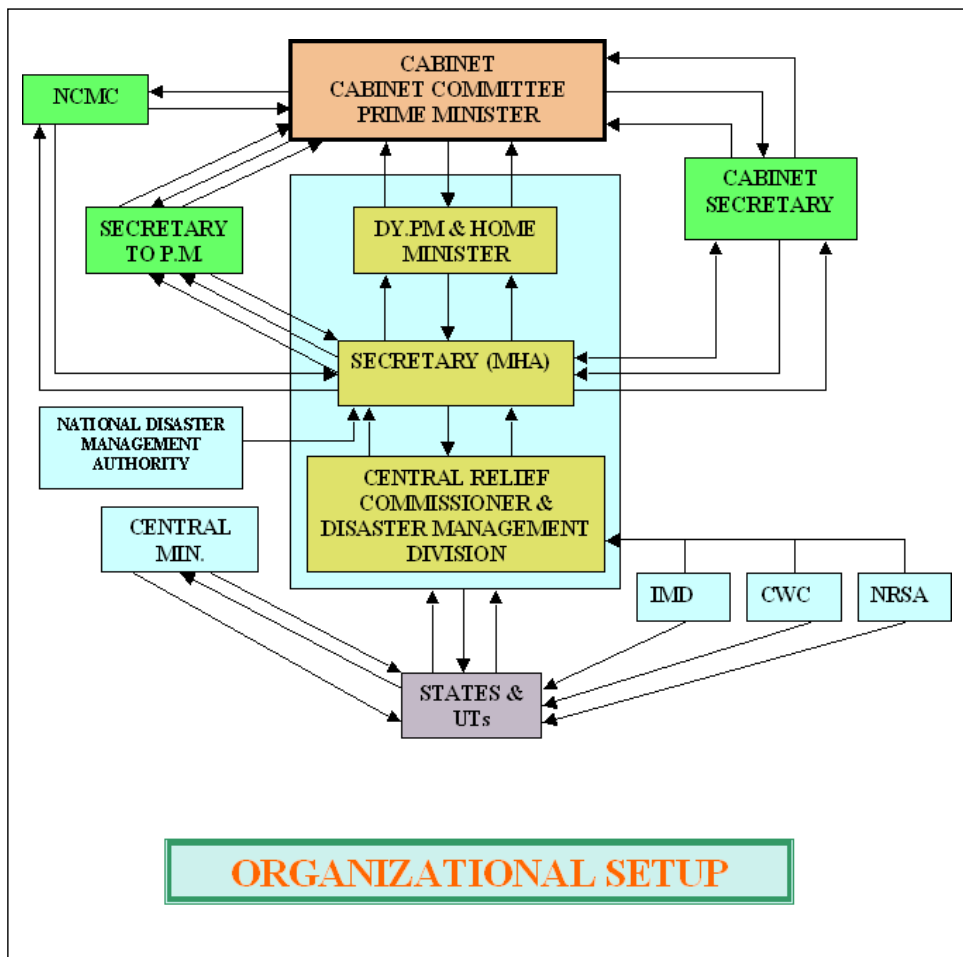 CABINET
CABINET COMMITTEE
PRIME MINISTER
NCMC
CABINET
SECRETARY
SECRETARY
TO P.M.
DY.PM & HOME
MINISTER
SECRETARY (MHA)
NATIONAL DISASTER
MANAGEMENT
AUTHORITY
CENTRAL RELIEF
COMMISSIONER &
DISASTER MANAGEMENT
DIVISION
CENTRAL
MIN.
IMD
CWC
NRSA
STATES &
UTs
ORGANIZATIONAL SETUP